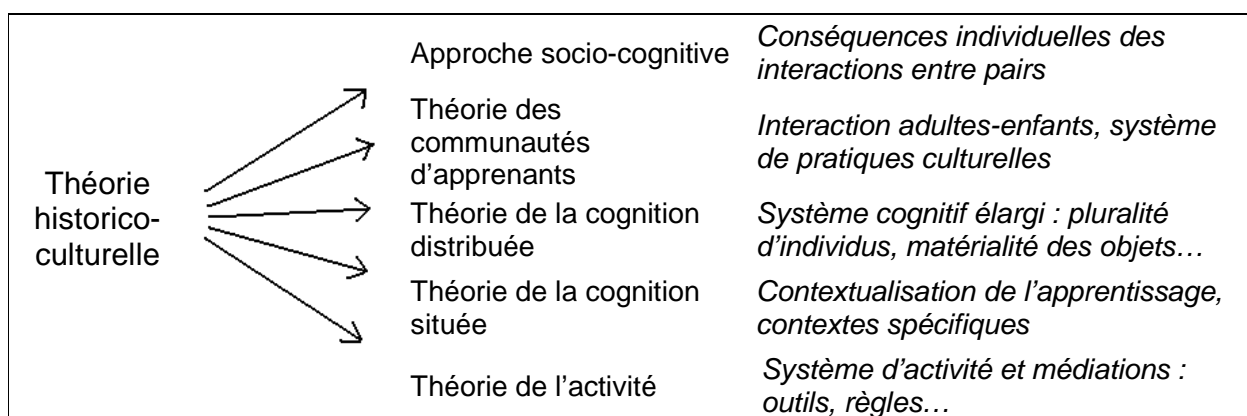 Théorie
historico-
culturelle
Approche socio-cognitive
Conséquences individuelles des
interactions entre pairs
Théorie des
communautés
d’apprenants
Interaction adultes-enfants, système
de pratiques culturelles
Théorie de la cognition
distribuée
Système cognitif élargi : pluralité
d’individus, matérialité des objets…
Théorie de la cognition
située
Contextualisation de l’apprentissage,
contextes spécifiques
Théorie de l’activité
Système d’activité et médiations :
outils, règles…